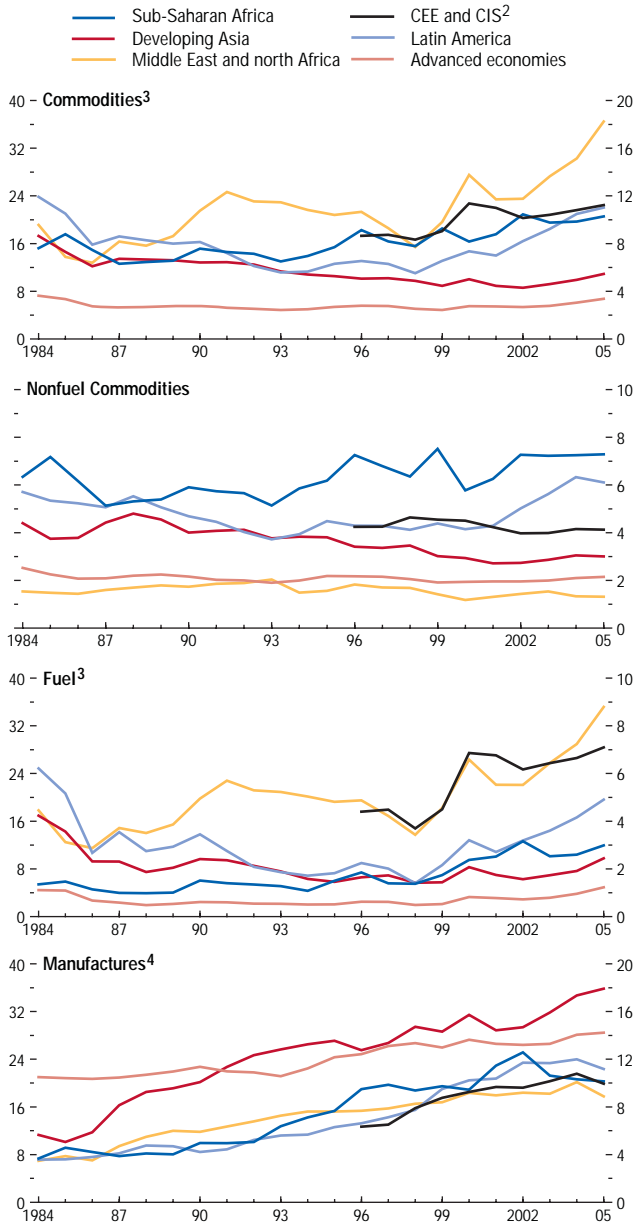 Sub-Saharan Africa CEE and CIS2
Developing Asia Latin America
Middle East and north Africa Advanced economies
Commodities3
40 20
32 16
24 12
16 8
8 4
0 0
1984 87 90 93 96 99 2002 05
Nonfuel Commodities
10
8
6
4
2
0
1984 87 90 93 96 99 2002 05
Fuel3
40 10
32 8
24 6
16 4
8 2
0 0
1984 87 90 93 96 99 2002 05
Manufactures4
40 20
32 16
24 12
16 8
8 4
0 0
1984 87 90 93 96 99 2002 05